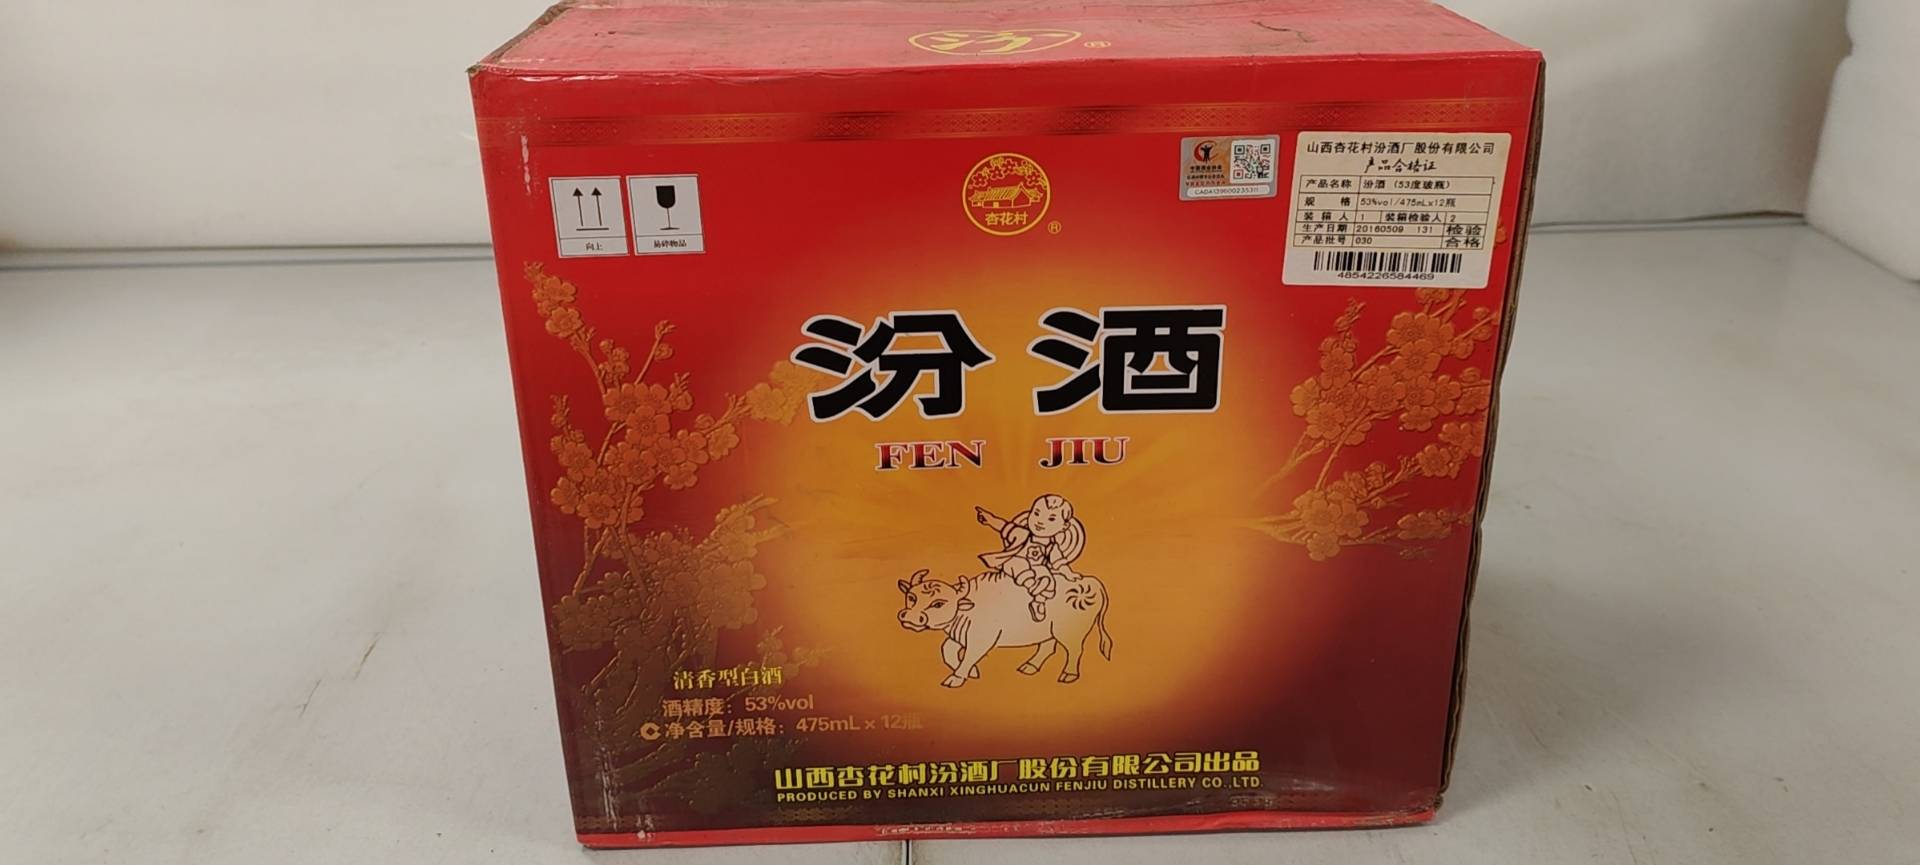 汾
®
向上
易碎物品
杏花村
®
CADA139600023530
山西杏花村汾酒厂股份有限公司
产品合格证
产品名称 汾酒（53度玻瓶）
规 格 53%vol/475mLx12瓶
装箱人 1 装箱检验人 2
生产日期 20160509 131 检验
产品批号 030 合格
4854226584469
汾酒
FEN JIU
清香型白酒
酒精度：53%vol
净含量/规格：475mL×12瓶
山西杏花村汾酒厂股份有限公司出品
PRODUCED BY SHANXI XINGHUACUN FENJIU DISTILLERY CO.,LTD.